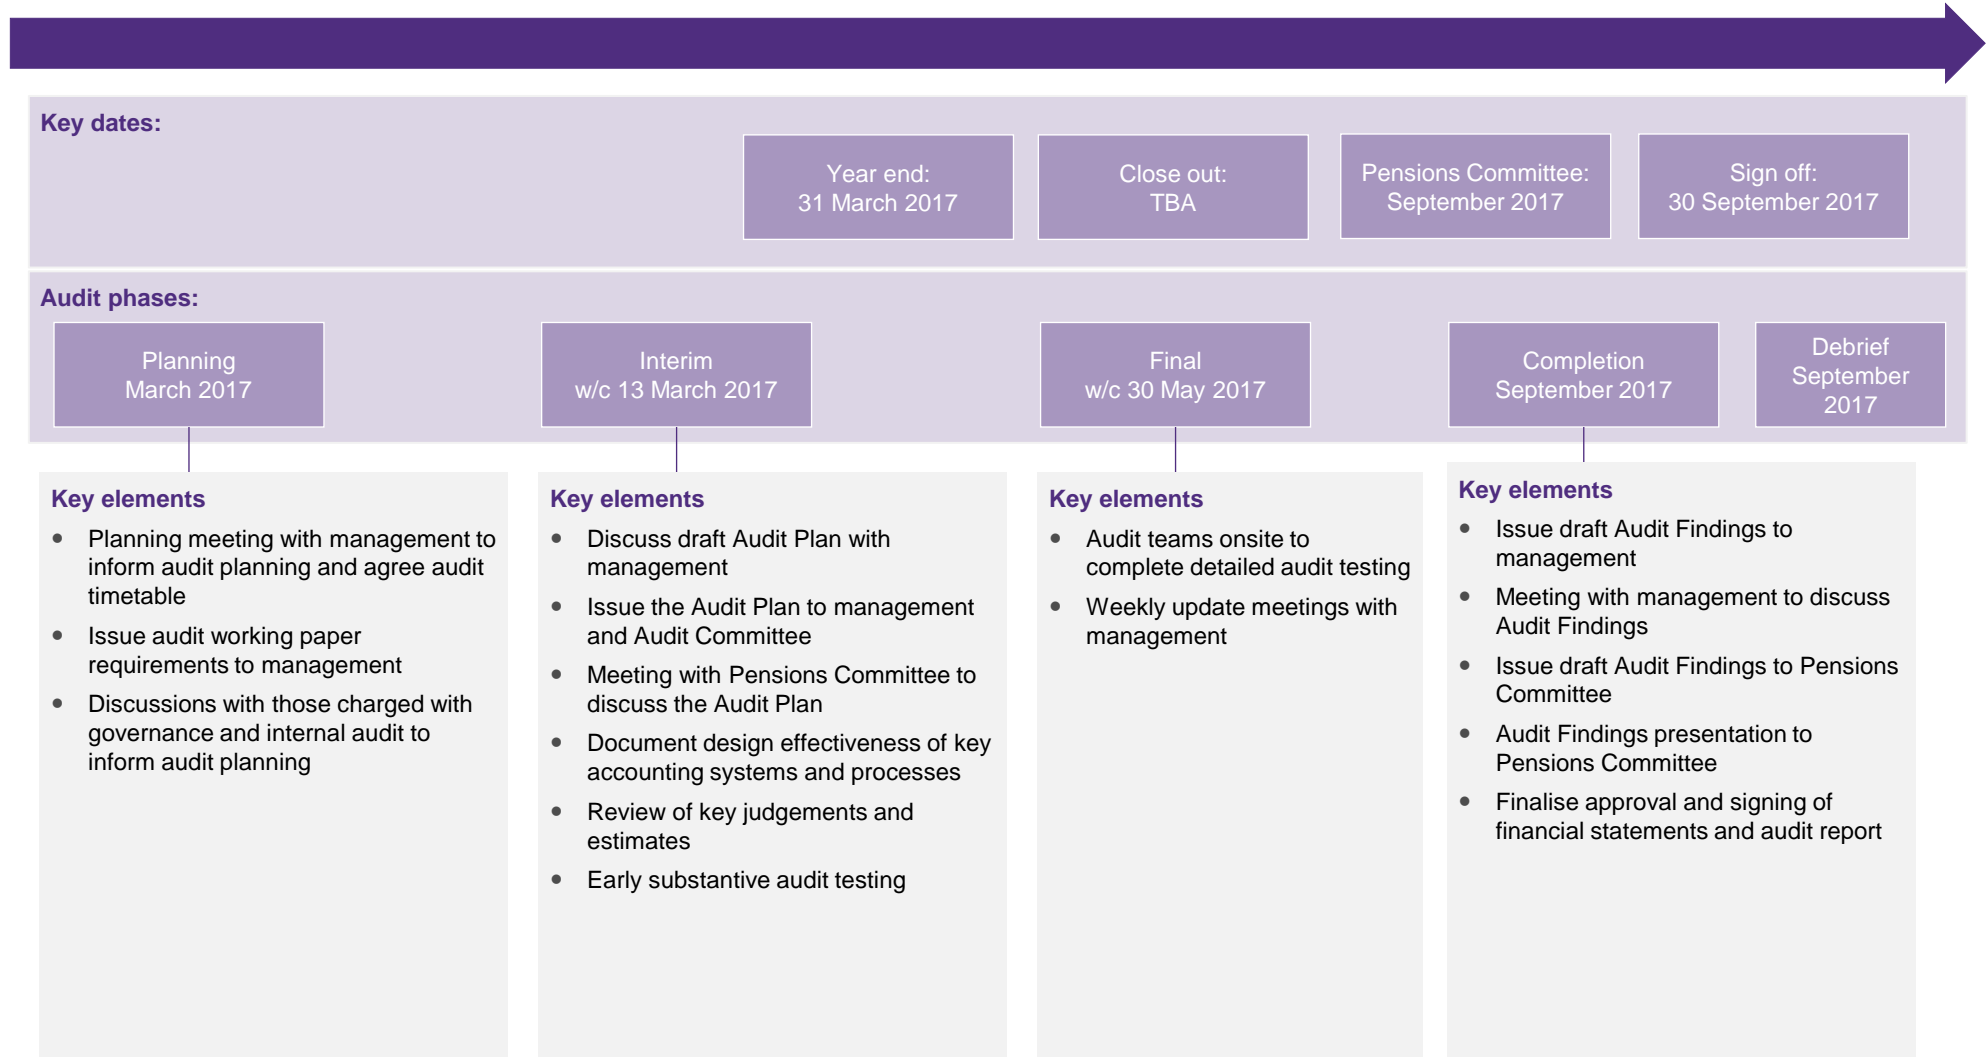 Key dates:
Year end:
31 March 2017
Close out:
TBA
Pensions Committee:
September 2017
Sign off:
30 September 2017
Audit phases:
Planning
March 2017
Interim
w/c 13 March 2017
Final
w/c 30 May 2017
Completion
September 2017
Debrief
September
2017
Key elements
• Planning meeting with management to
inform audit planning and agree audit
timetable
• Issue audit working paper
requirements to management
• Discussions with those charged with
governance and internal audit to
inform audit planning
Key elements
• Discuss draft Audit Plan with
management
• Issue the Audit Plan to management
and Audit Committee
• Meeting with Pensions Committee to
discuss the Audit Plan
• Document design effectiveness of key
accounting systems and processes
• Review of key judgements and
estimates
• Early substantive audit testing
Key elements
• Audit teams onsite to
complete detailed audit testing
• Weekly update meetings with
management
Key elements
• Issue draft Audit Findings to
management
• Meeting with management to discuss
Audit Findings
• Issue draft Audit Findings to Pensions
Committee
• Audit Findings presentation to
Pensions Committee
• Finalise approval and signing of
financial statements and audit report